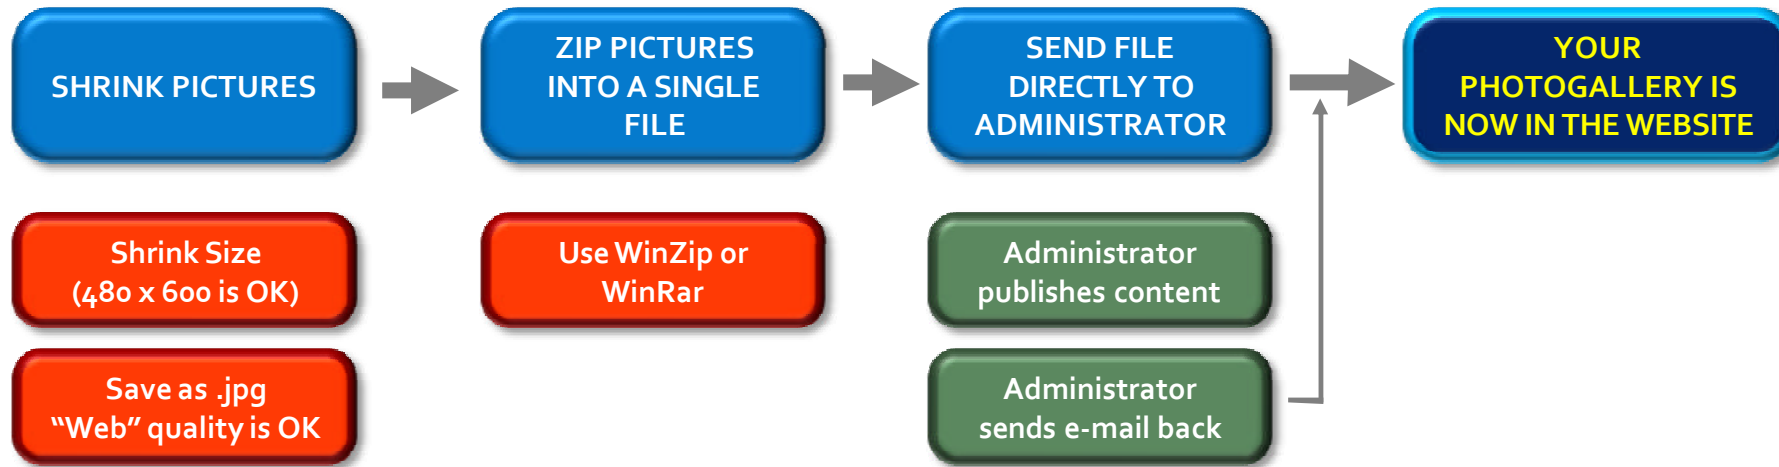 SHRINK PICTURES
ZIP PICTURES
INTO A SINGLE
FILE
SEND FILE
DIRECTLY TO
ADMINISTRATOR
YOUR
PHOTOGALLERY IS
NOW IN THE WEBSITE
Shrink Size
(480 x 600 is OK)
Use WinZip or
WinRar
Administrator
publishes content
Save as .jpg
“Web” quality is OK
Administrator
sends e-mail back